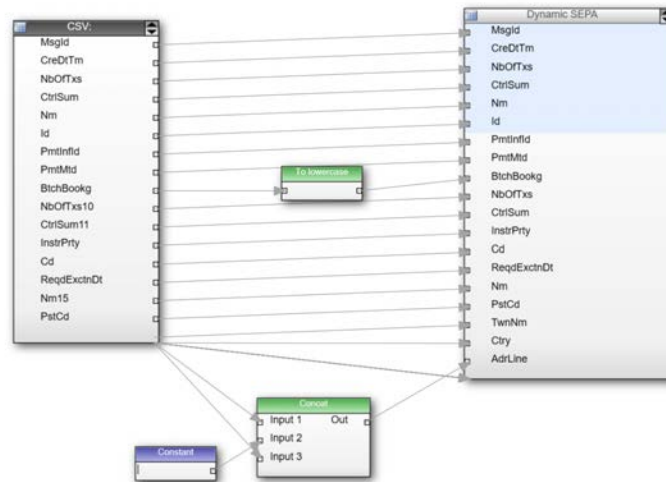 CSV:
MsgId
CreDtTm
NbOfTxs
CtrlSum
Nm
Id
PmtInfId
PmtMtd
BtchBookg
NbOfTxs10
CtrlSum11
InstrPrty
Cd
ReqdExctnDt
Nm15
PstCd
To lowercase
Constant
Concat
Input 1 Out
Input 2
Input 3
Dynamic SEPA
MsgId
CreDtTm
NbOfTxs
CtrlSum
Nm
Id
PmtInfId
PmtMtd
BtchBookg
NbOfTxs
CtrlSum
InstrPrty
Cd
ReqdExctnDt
Nm
PstCd
TwnNm
Ctry
AdrLine